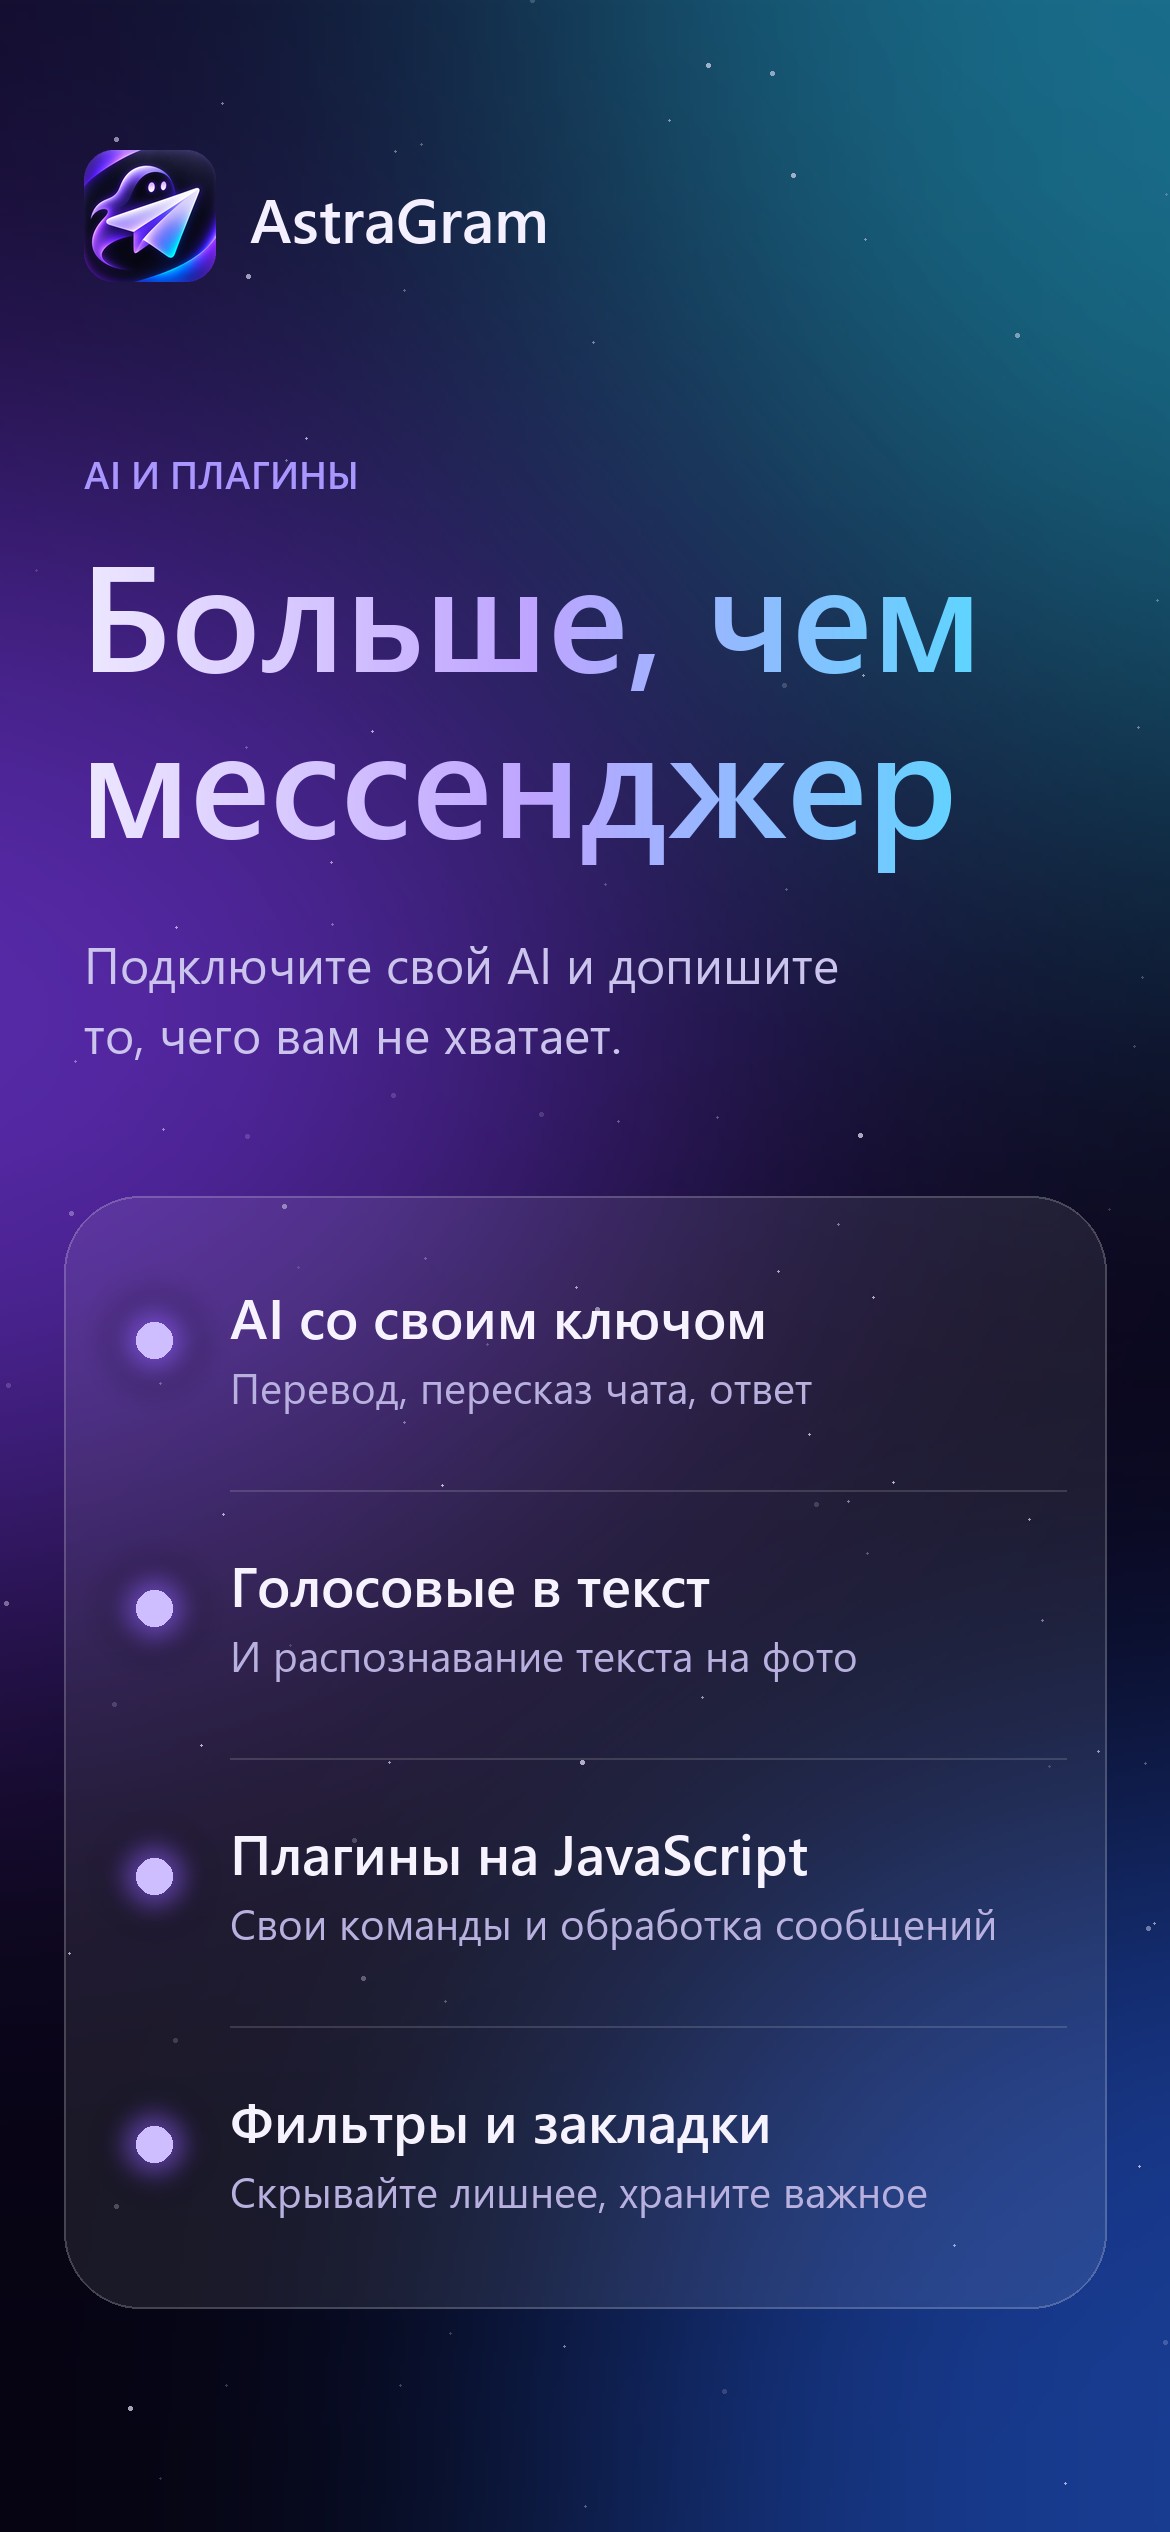 AstraGram
AI И ПЛАГИНЫ
Больше, чем
мессенджер
Подключите свой AI и допишите
то, чего вам не хватает.
AI со своим ключом
Перевод, пересказ чата, ответ
Голосовые в текст
И распознавание текста на фото
Плагины на JavaScript
Свои команды и обработка сообщений
Фильтры и закладки
Скрывайте лишнее, храните важное